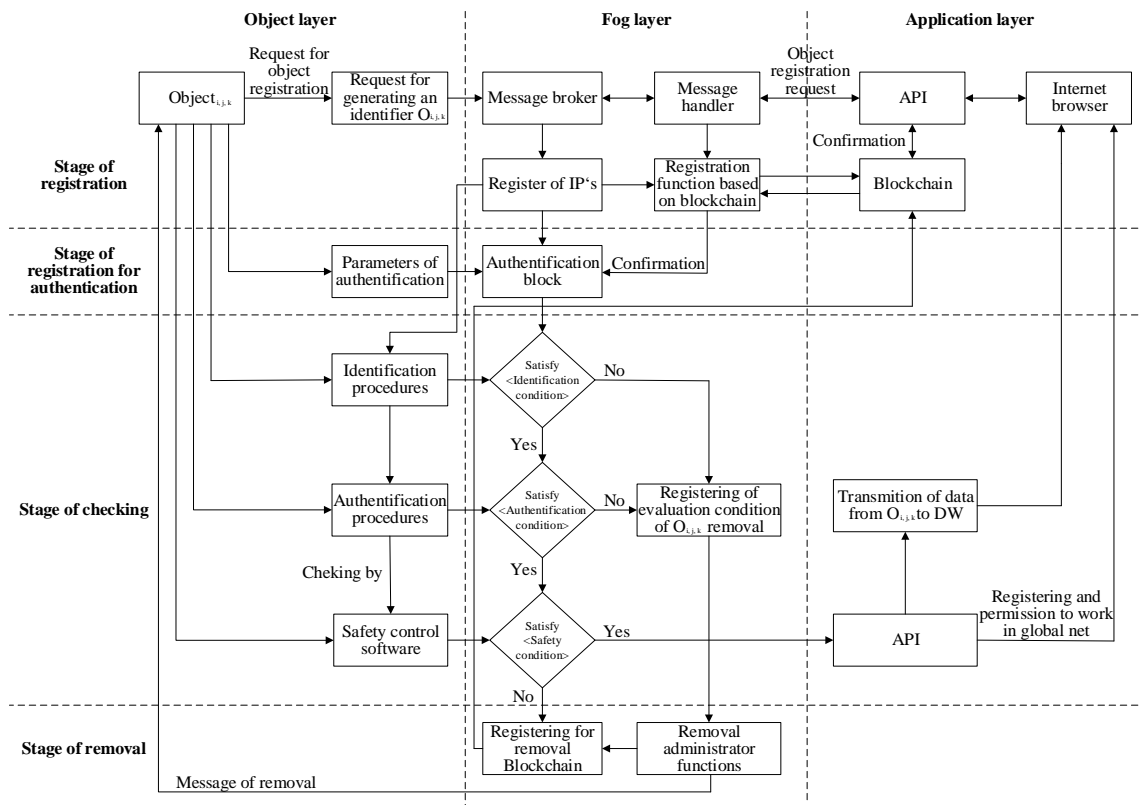 Object layer
Fog layer
Application layer
Request for
object
registration
Object
registration
request
Object i, j, k
Request for
generating an
identifier O i, j, k
Message broker
Message
handler
API
Internet
browser
Confirmation
Stage of
registration
Register of IP‘s
Registration
function based
on blockchain
Blockchain
Stage of
registration for
authentication
Parameters of
authentification
Authentification
block
Confirmation
Identification
procedures
Satisfy
<Identification
condition>
No
Yes
Stage of checking
Authentification
procedures
Satisfy
<Authentification
condition>
No
Registering of
evaluation condition
of O i, j, k removal
Transmition of data
from O i, j, k to DW
Cheking by
Yes
Registering and
permission to work
in global net
Safety control
software
Satisfy
<Safety
condition>
Yes
API
No
Stage of removal
Registering for
removal
Blockchain
Removal
administrator
functions
Message of removal